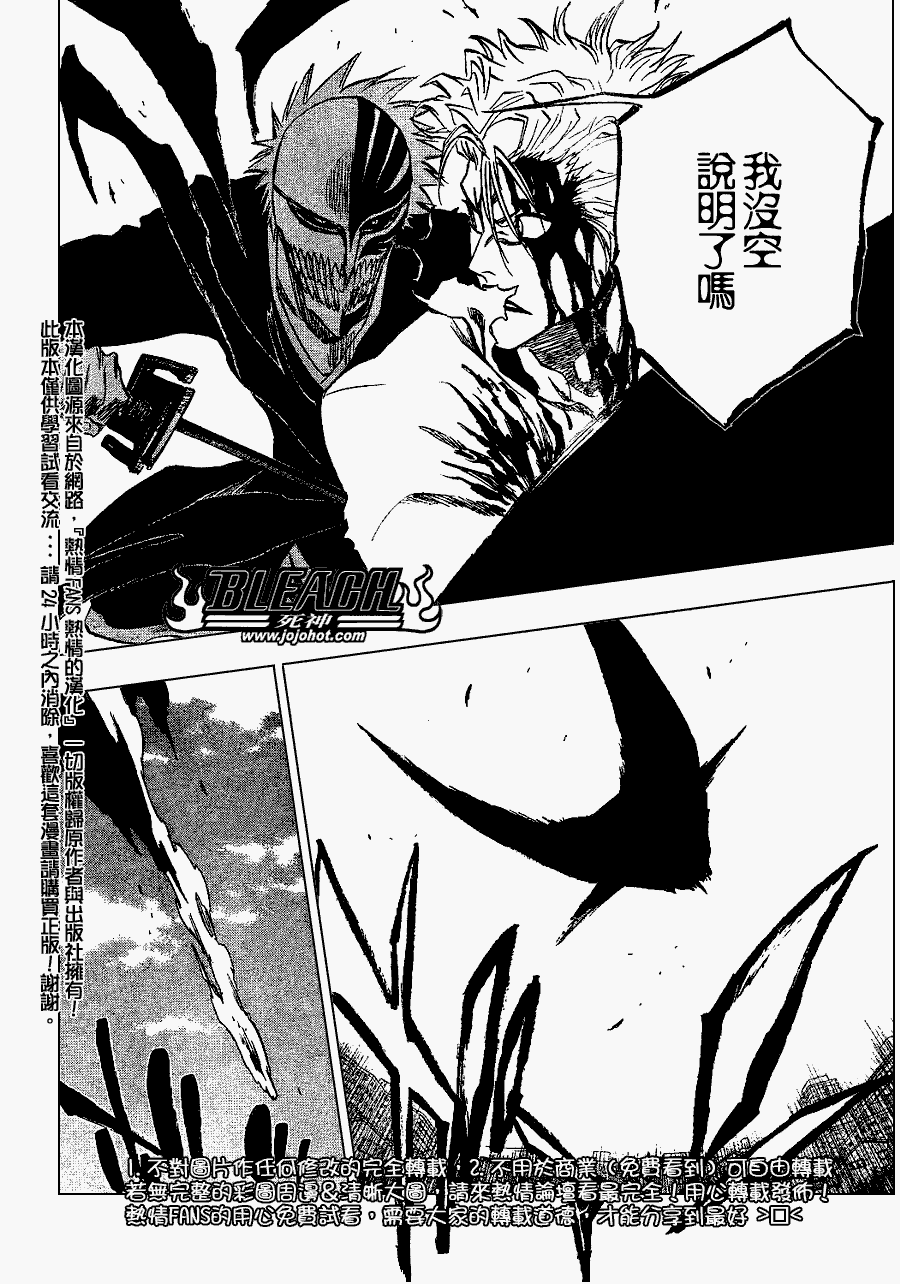 我沒空
說明了嗎
BLEACH
死神
www.jojohot.com
本漢化圖源來自於網路,『熱情FANS熱情的漢化』一切版權歸原作者與出版社擁有!
此版本僅供學習試看交流...請24小時之內消除,喜歡這套漫畫請購買正版!謝謝。
1.不對圖片作任何修改的完全轉載;2.不用於商業(免費看到)可自由轉載
若無完整的彩圖周邊&清晰大圖,請來熱情論壇看最完全!用心轉載發佈!
熱情FANS的用心免費試看,需要大家的轉載道德,才能分享到最好 >口<